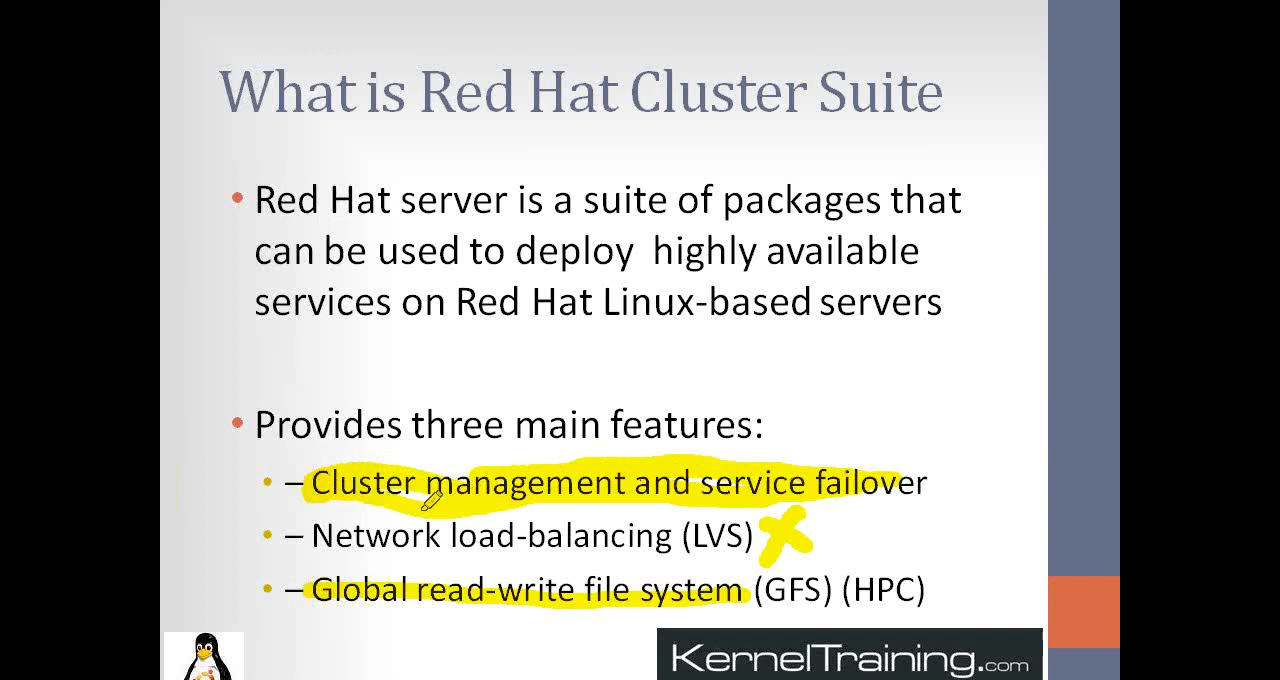 What is Red Hat Cluster Suite
• Red Hat server is a suite of packages that
can be used to deploy highly available
services on Red Hat Linux-based servers
• Provides three main features:
• – Cluster management and service failover
• – Network load-balancing (LVS)
• – Global read-write file system (GFS) (HPC)
KernelTraining.com